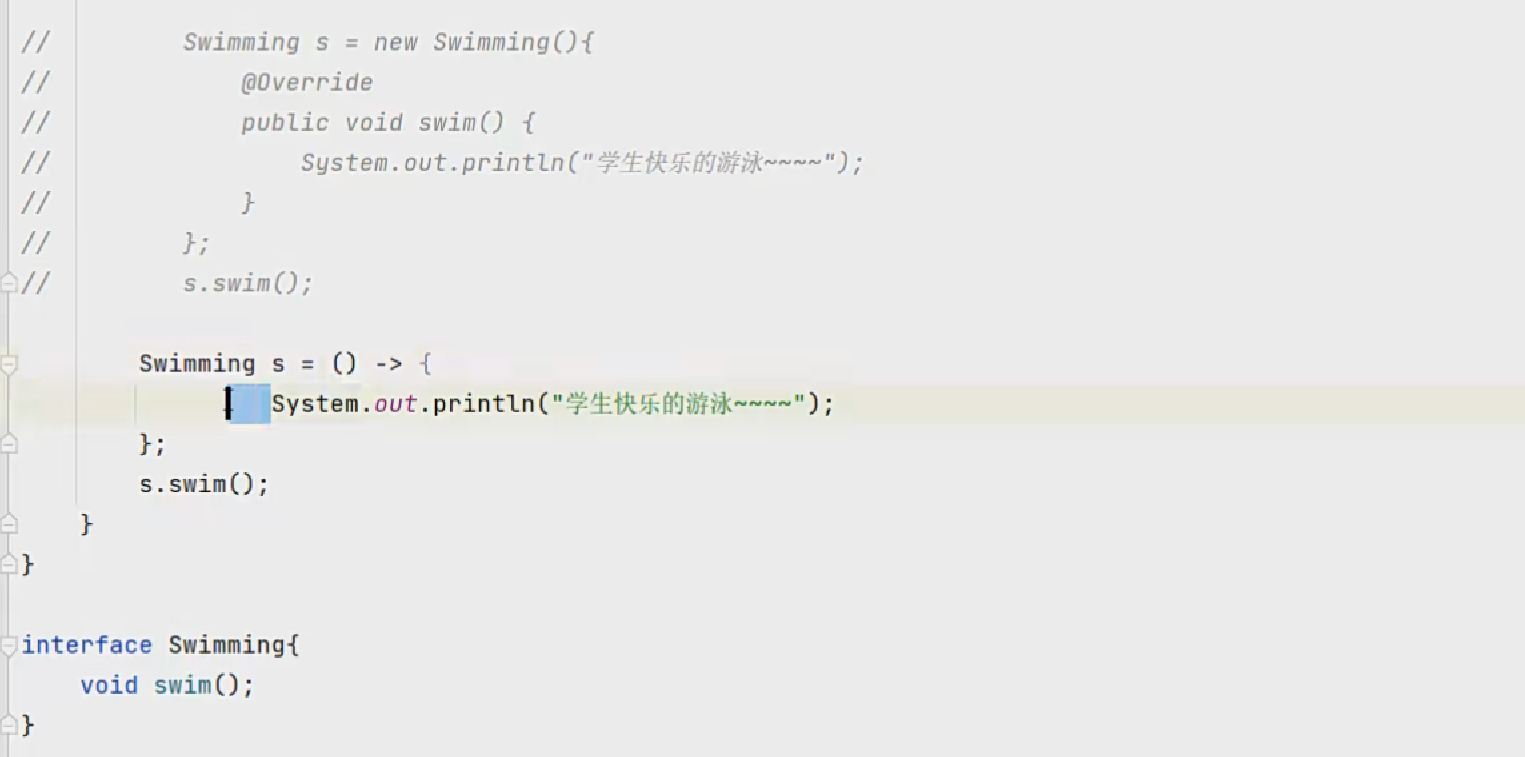 //         Swimming s = new Swimming(){
//             @Override
//             public void swim() {
//                 System.out.println("学生快乐的游泳~~~~");
//             }
//         };
//         s.swim();
        Swimming s = () -> {
                 System.out.println("学生快乐的游泳~~~~");
        };
        s.swim();
    }
}
interface Swimming{
    void swim();
}